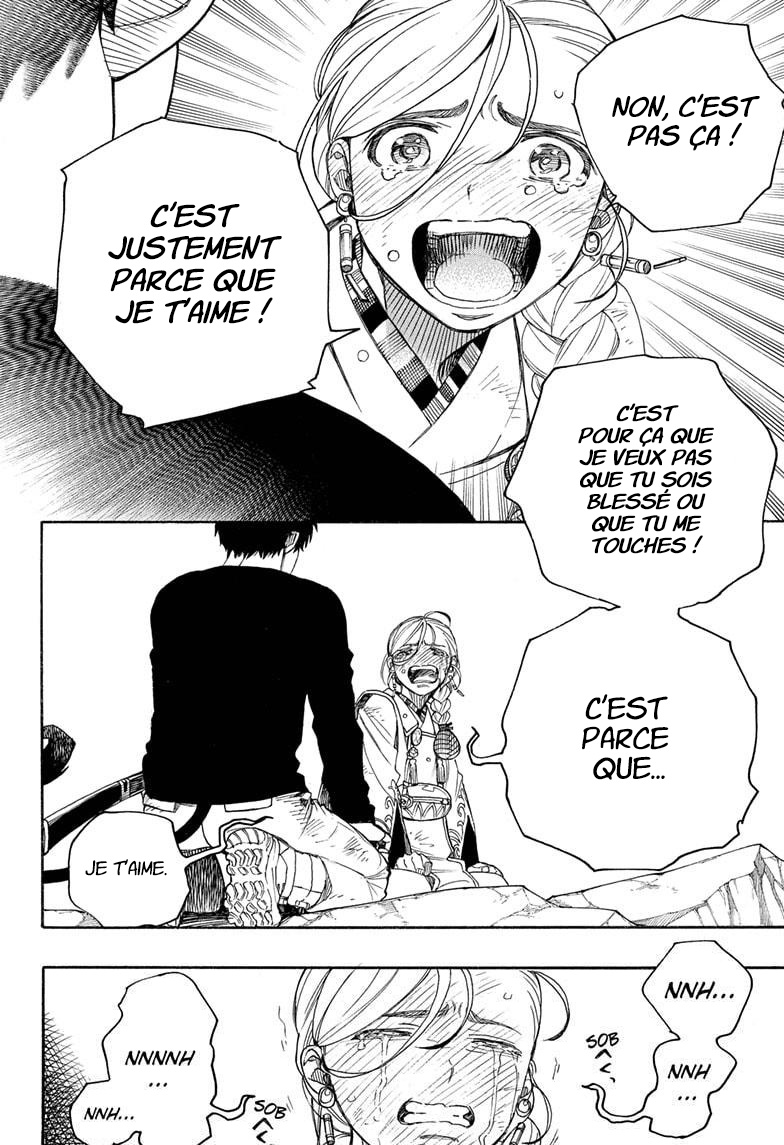 NON, C'EST
PAS ÇA !
C'EST
JUSTEMENT
PARCE QUE
JE T'AIME !
C'EST
POUR ÇA QUE
JE VEUX PAS
QUE TU SOIS
BLESSÉ OU
QUE TU ME
TOUCHES !
C'EST
PARCE
QUE...
JE T'AIME.
NNH...
NNH
...
SOB
NNNNH
...
NNH...
SOB